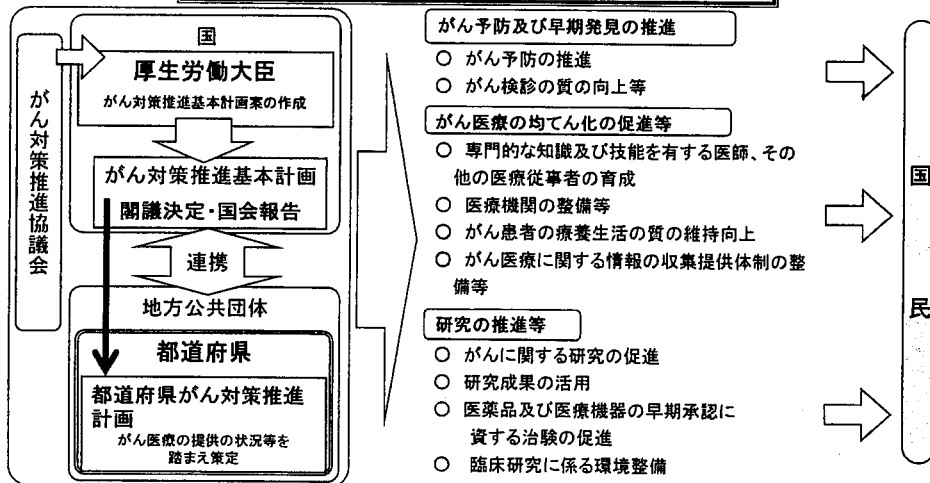 がん対策推進協議会
国
厚生労働大臣
がん対策推進基本計画案の作成
がん対策推進基本計画
閣議決定・国会報告
連携
地方公共団体
都道府県
都道府県がん対策推進
計画
がん医療の提供の状況等を
踏まえ策定
がん予防及び早期発見の推進
○ がん予防の推進
○ がん検診の質の向上等
がん医療の均てん化の促進等
○ 専門的な知識及び技能を有する医師、その
他の医療従事者の育成
○ 医療機関の整備等
○ がん患者の療養生活の質の維持向上
○ がん医療に関する情報の収集提供体制の整
備等
研究の推進等
○ がんに関する研究の促進
○ 研究成果の活用
○ 医薬品及び医療機器の早期承認に
資する治験の促進
○ 臨床研究に係る環境整備
国民